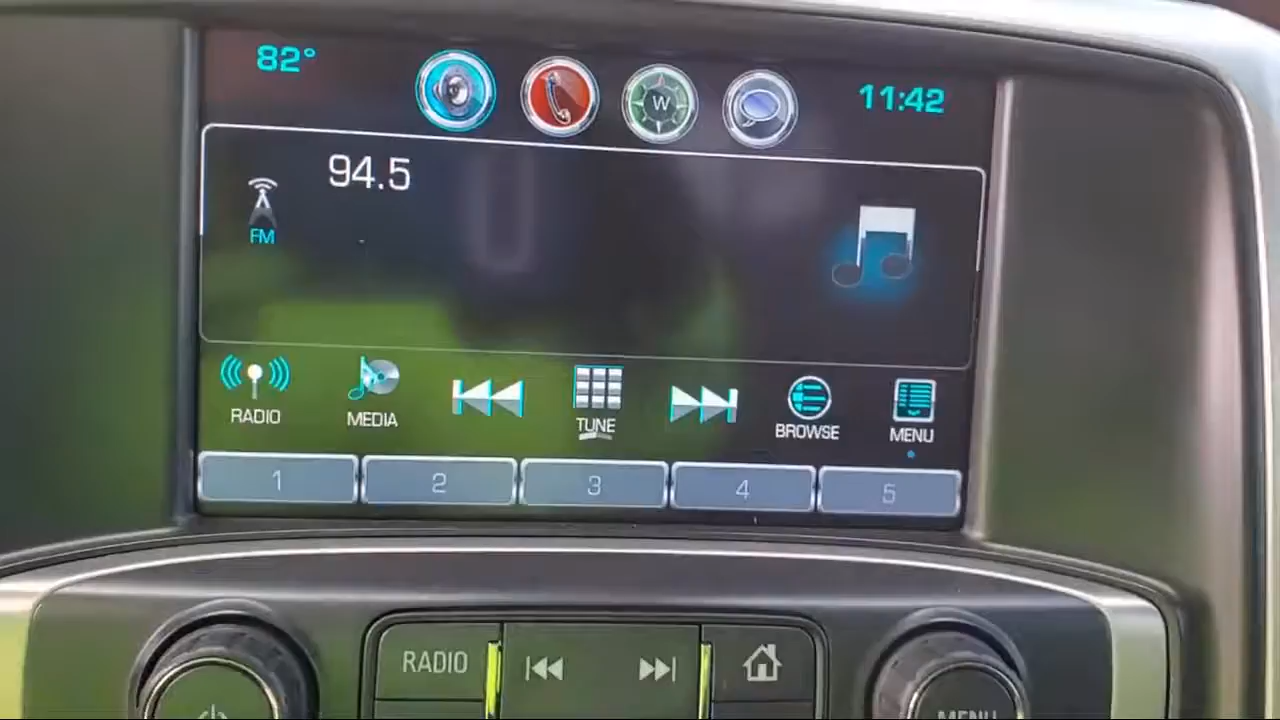 82°
W
11:42
94.5
FM
RADIO
MEDIA
TUNE
BROWSE
MENU
1
2
3
4
5
RADIO
MENU